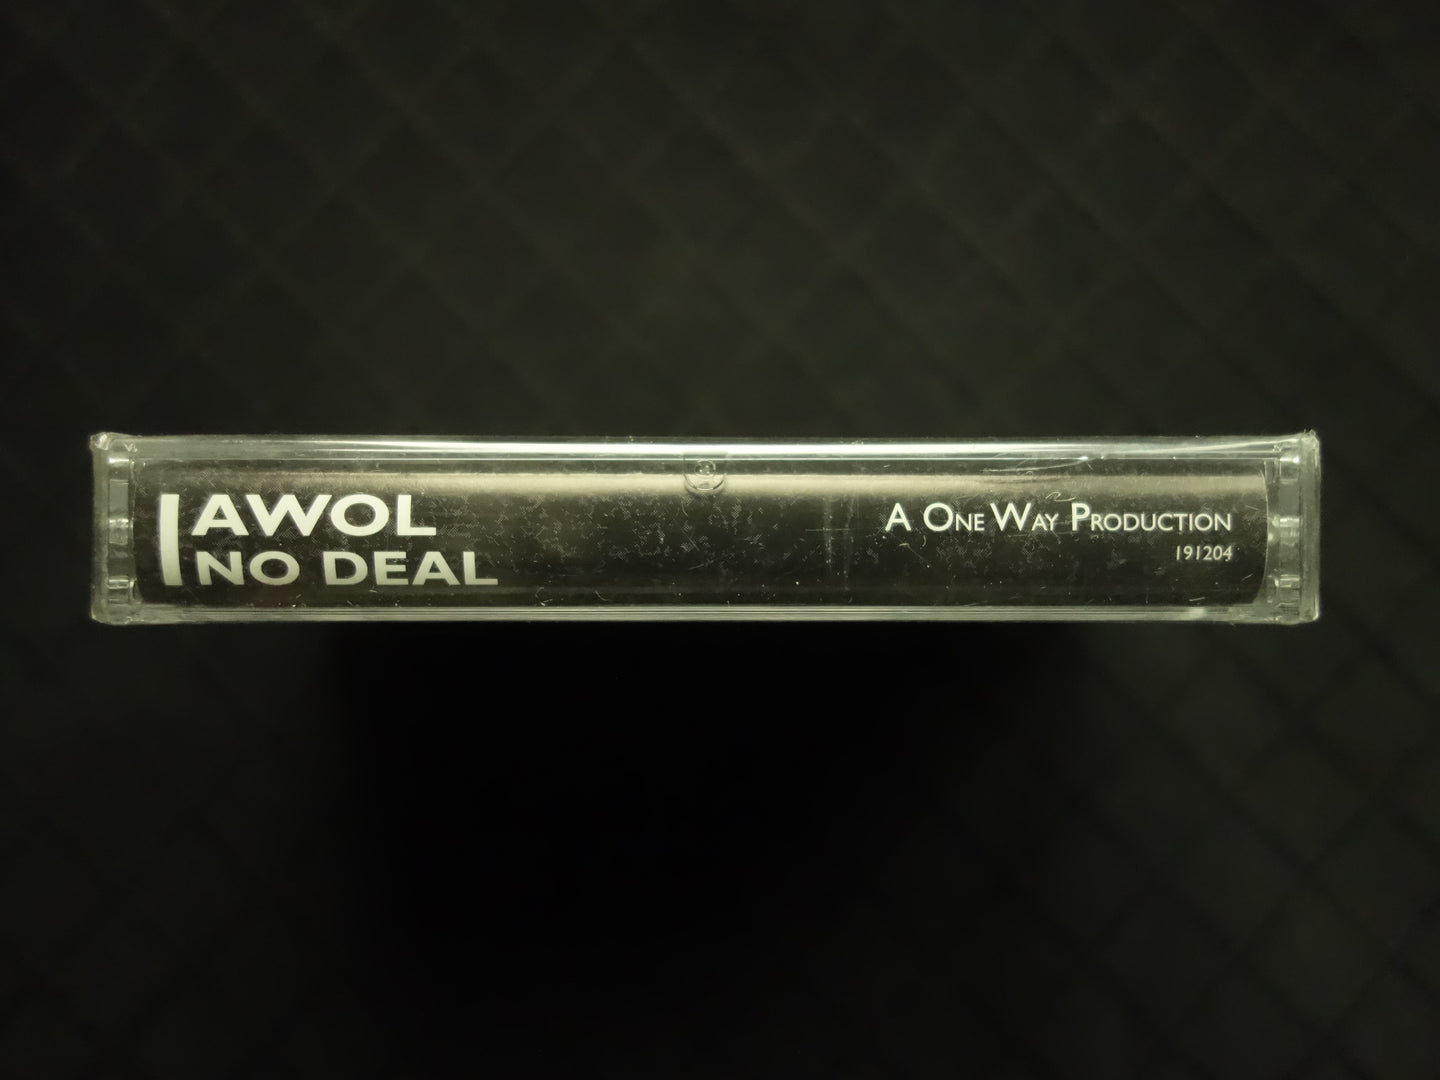 AWOL
NO DEAL
A ONE WAY PRODUCTION
191204